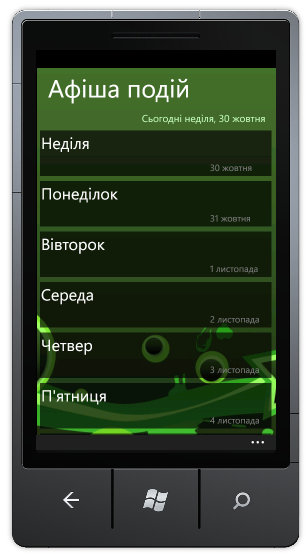 Афіша подій
Сьогодні неділя, 30 жовтня
Неділя
30 жовтня
Понеділок
31 жовтня
Вівторок
1 листопада
Середа
2 листопада
Четвер
3 листопада
П'ятниця
4 листопада